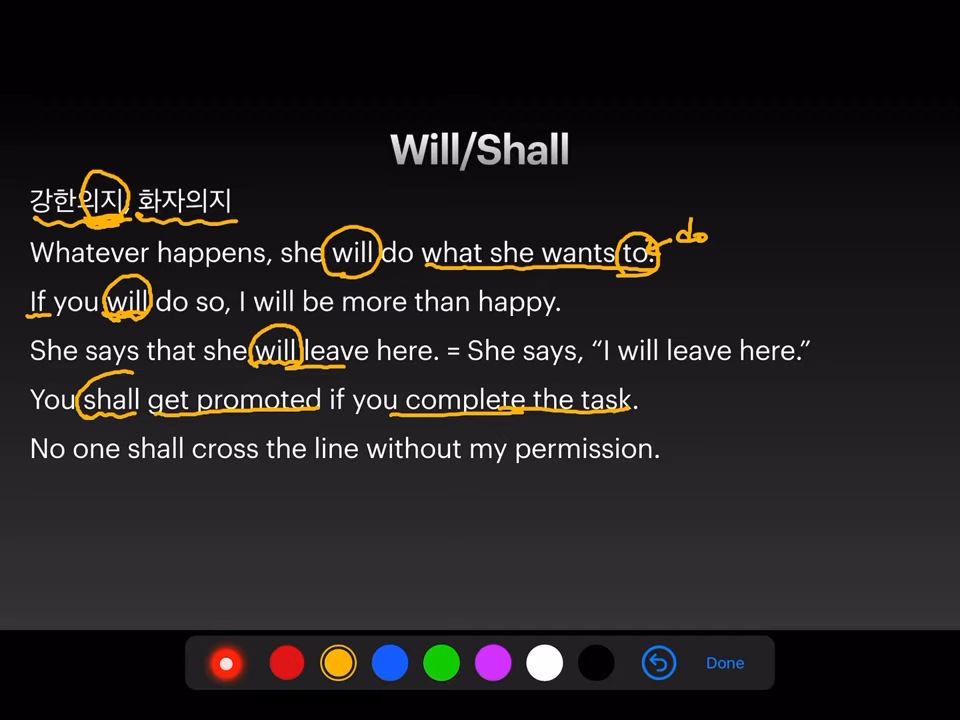 Will/Shall
강한의지, 화자의지
do
Whatever happens, she will do what she wants to.
If you will do so, I will be more than happy.
She says that she will leave here. = She says, “I will leave here.”
You shall get promoted if you complete the task.
No one shall cross the line without my permission.
Done